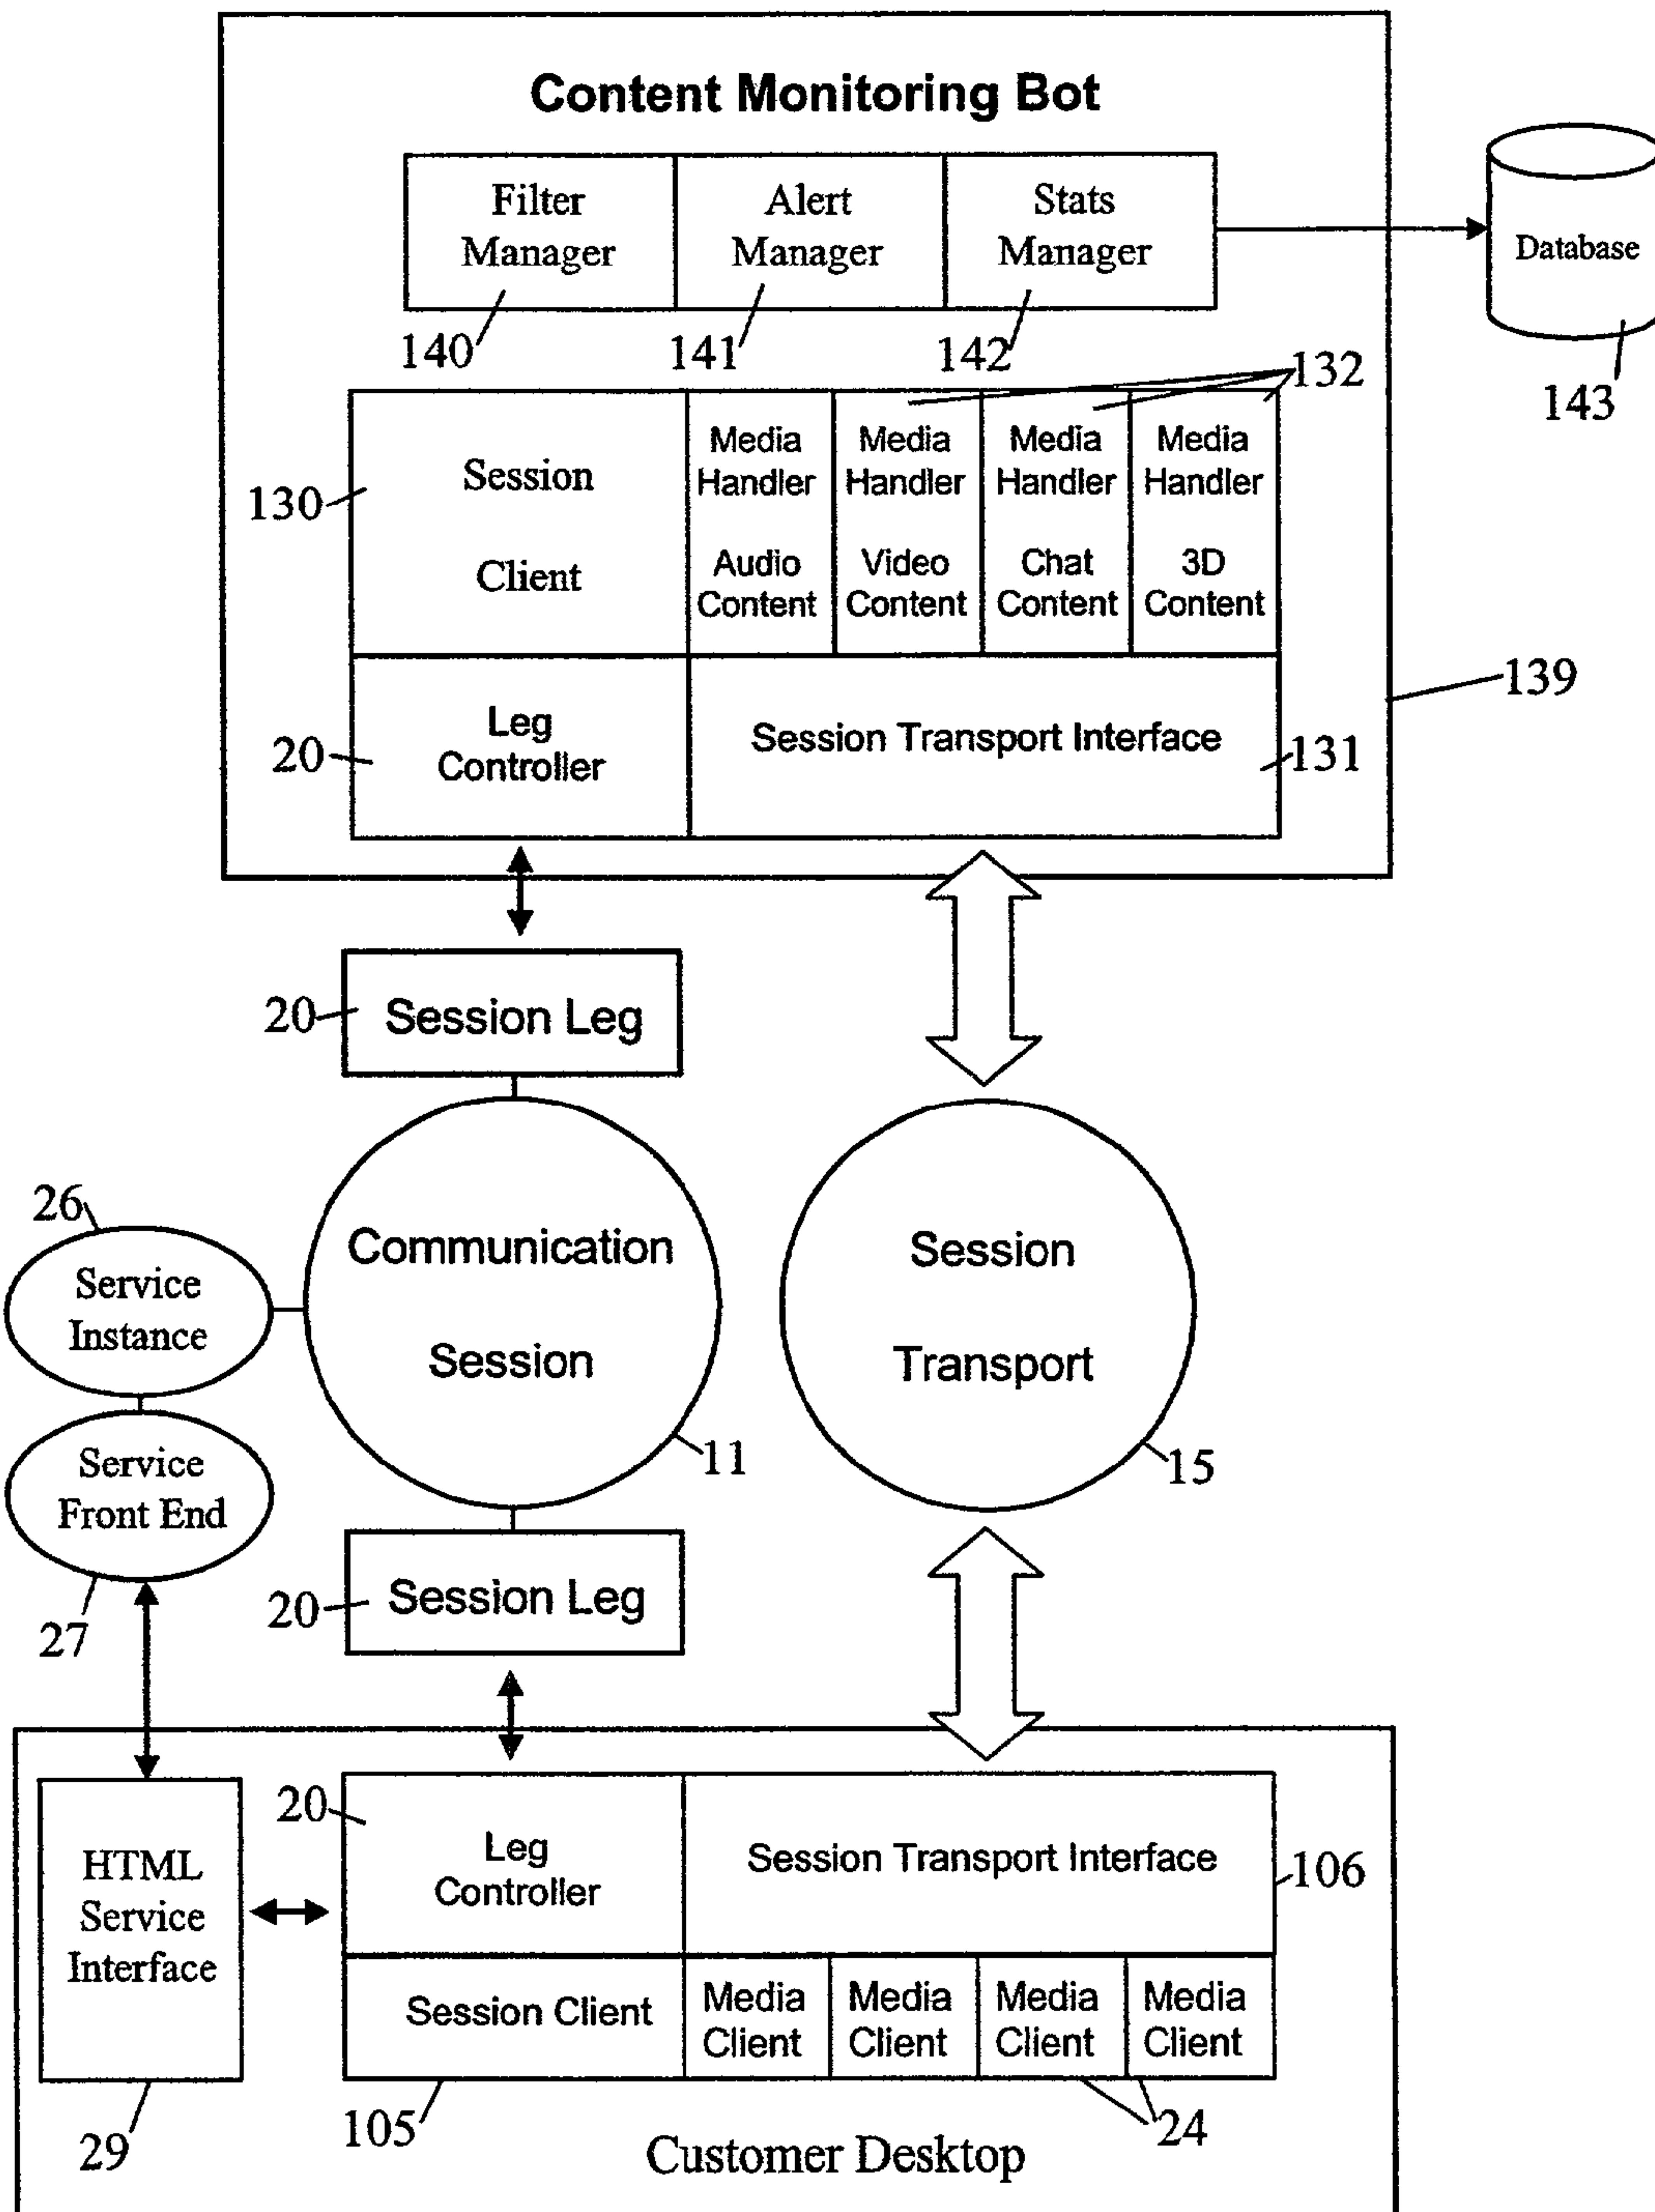 Content Monitoring Bot
Filter
Manager
Alert
Manager
Stats
Manager
Database
140
141
142
143
132
130
Session
Client
Media
Handler
Audio
Content
Media
Handler
Video
Content
Media
Handler
Chat
Content
Media
Handler
3D
Content
139
20
Leg
Controller
Session Transport Interface
131
20
Session Leg
26
Service
Instance
Communication
Session
11
Session
Transport
15
Service
Front End
27
20
Session Leg
HTML
Service
Interface
29
20
Leg
Controller
Session Transport Interface
106
Session Client
105
Media
Client
Media
Client
Media
Client
Media
Client
24
Customer Desktop